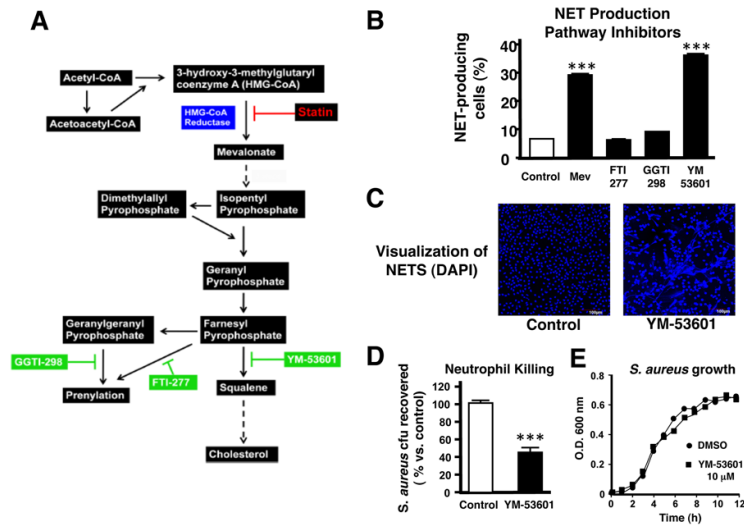 A
Acetyl-CoA
3-hydroxy-3-methylglutaryl
coenzyme A (HMG-CoA)
Acetoacetyl-CoA
HMG-CoA
Reductase
Statin
Mevalonate
Dimethylallyl
Pyrophosphate
Isopentyl
Pyrophosphate
Geranyl
Pyrophosphate
Geranylgeranyl
Pyrophosphate
Farnesyl
Pyrophosphate
GGTI-298
YM-53601
FTI-277
Prenylation
Squalene
Cholesterol
B
NET Production
Pathway Inhibitors
NET-producing
cells (%)
40
30
20
10
0
***
***
Control
Mev
FTI
277
GGTI
298
YM
53601
C
Visualization of
NETS (DAPI)
100µm
100µm
Control
YM-53601
D
Neutrophil Killing
S. aureus cfu recovered
( % vs. control)
120
100
80
60
40
20
0
***
Control
YM-53601
E
S. aureus growth
O.D. 600 nm
0.8
0.6
0.4
0.2
0
DMSO
YM-53601
10 µM
0 2 4 6 8 10 12
Time (h)